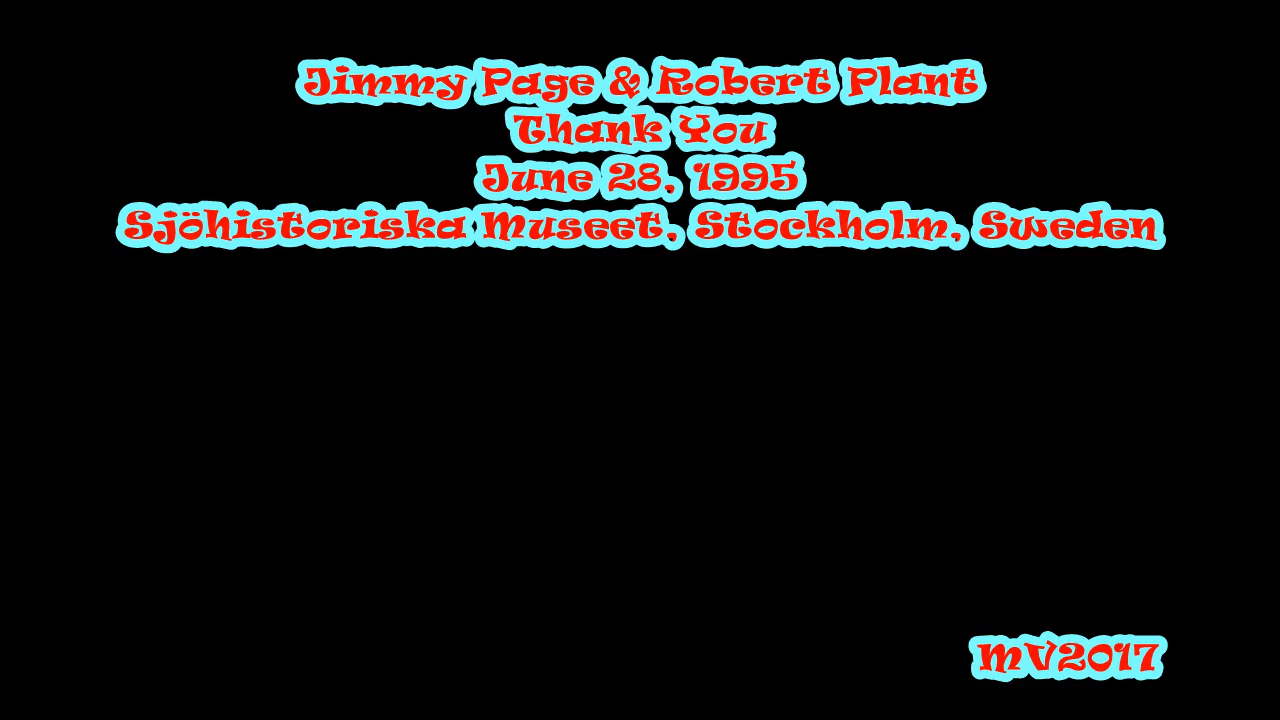 Jimmy Page & Robert Plant
Thank You
June 28, 1995
Sjöhistoriska Museet, Stockholm, Sweden
MV2017